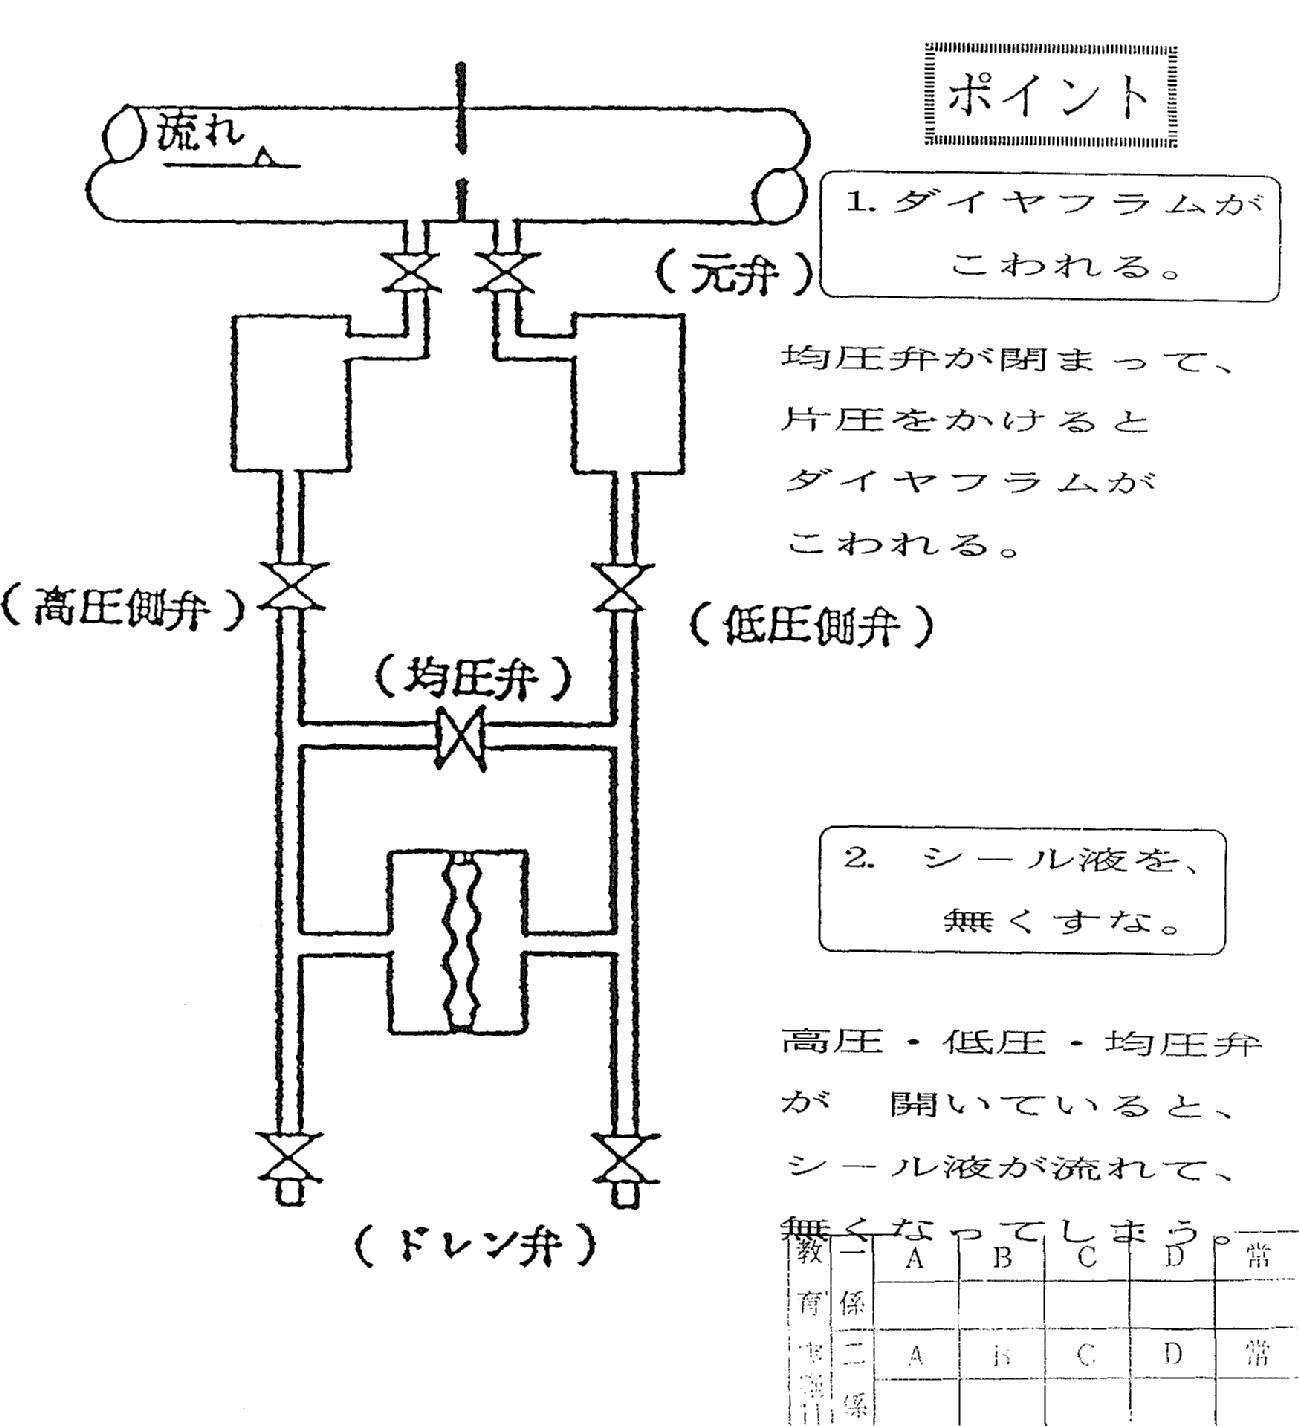 ポイント
流れ
1. ダイヤフラムが
こわれる。
(元弁)
均圧弁が閉まって、
片圧をかけると
ダイヤフラムが
こわれる。
(高圧側弁)
(低圧側弁)
(均圧弁)
2. シール液を、
無くすな。
高圧・低圧・均圧弁
が 開いていると、
シール液が流れて、
無くなってしまう。
(ドレン弁)
教 一 A B C D 常
育 係
二 A B C D 常
係